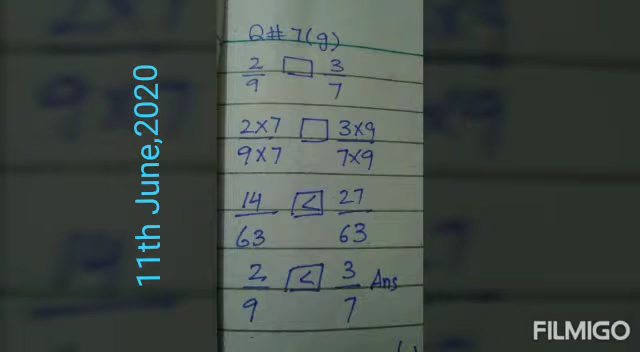 Q#7(g)
2/9 □ 3/7
2×7/9×7 □ 3×9/7×9
14/63 < 27/63
2/9 < 3/7 Ans
11th June,2020
FILMIGO